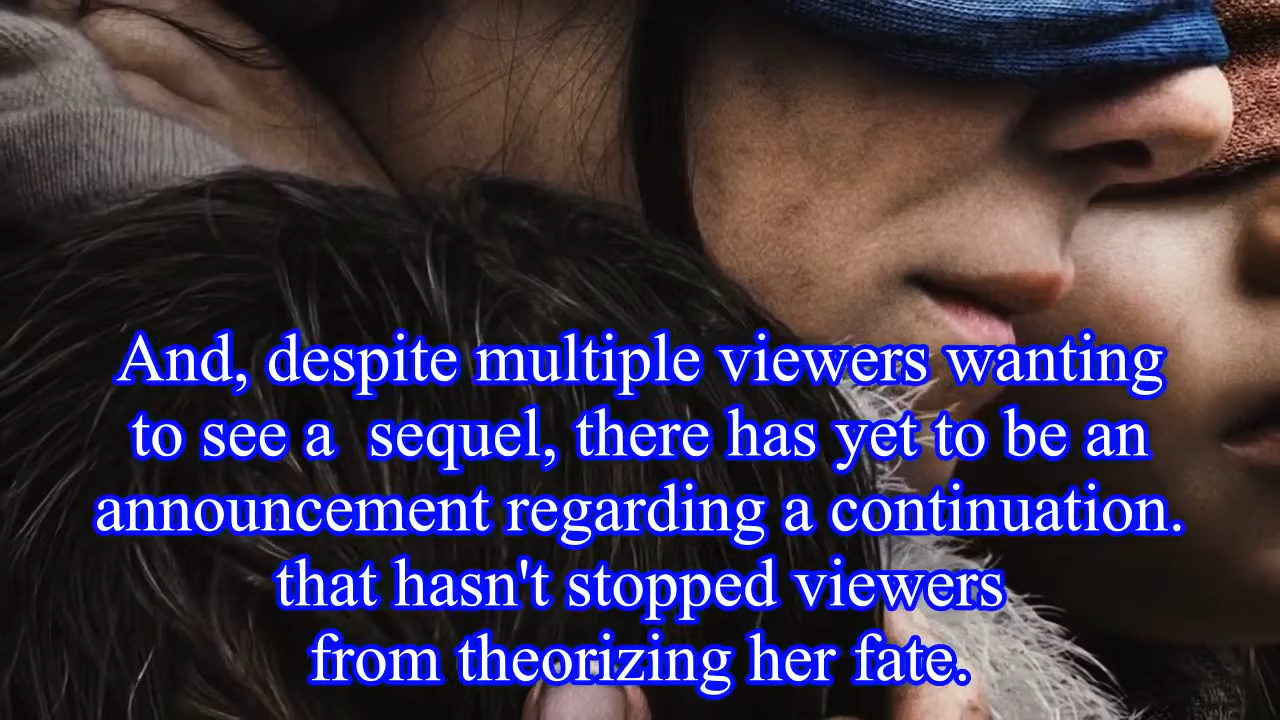 And, despite multiple viewers wanting
to see a  sequel, there has yet to be an
announcement regarding a continuation.
that hasn't stopped viewers
from theorizing her fate.